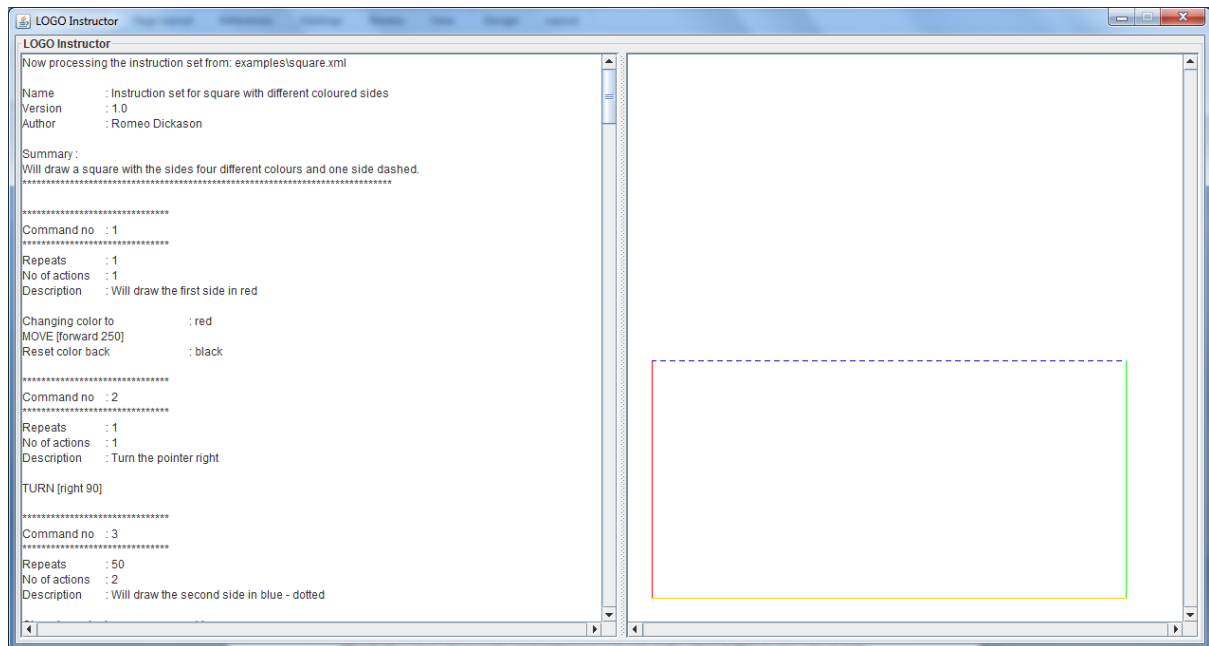 LOGO Instructor
LOGO Instructor
Now processing the instruction set from: examples\square.xml
Name : Instruction set for square with different coloured sides
Version : 1.0
Author : Romeo Dickason
Summary :
Will draw a square with the sides four different colours and one side dashed.
*******************************************************************************
*******************************
Command no : 1
*******************************
Repeats : 1
No of actions : 1
Description : Will draw the first side in red
Changing color to : red
MOVE [forward 250]
Reset color back : black
*******************************
Command no : 2
*******************************
Repeats : 1
No of actions : 1
Description : Turn the pointer right
TURN [right 90]
*******************************
Command no : 3
*******************************
Repeats : 50
No of actions : 2
Description : Will draw the second side in blue - dotted